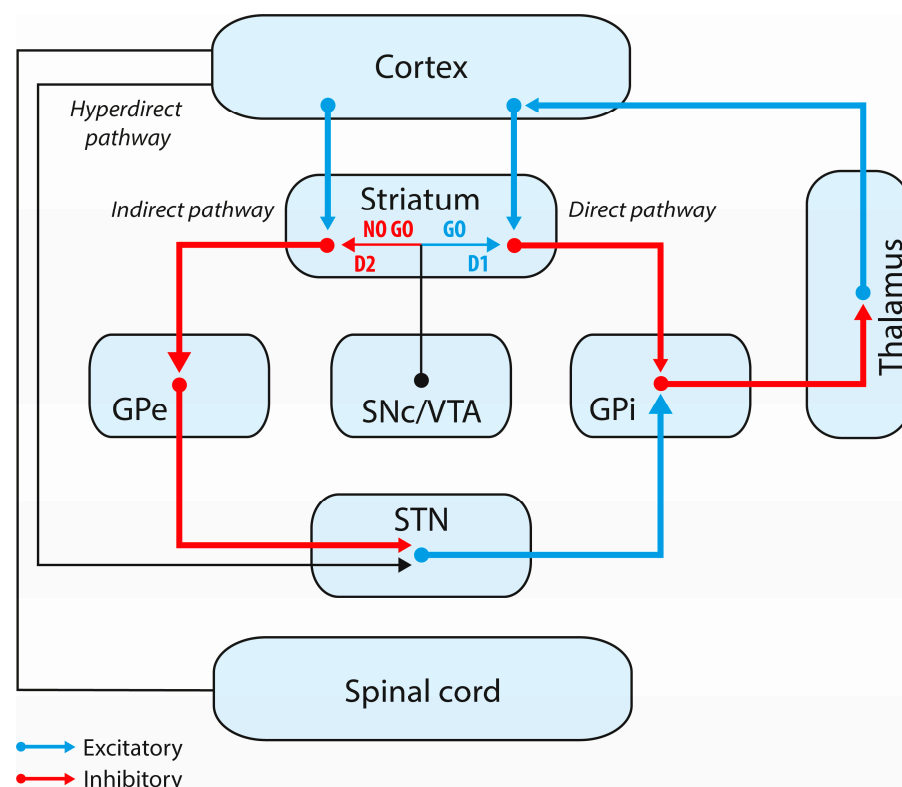 Cortex
Hyperdirect
pathway
Indirect pathway
Striatum
Direct pathway
NO GO
GO
D2
D1
Thalamus
GPe
SNc/VTA
GPi
STN
Spinal cord
Excitatory
Inhibitory